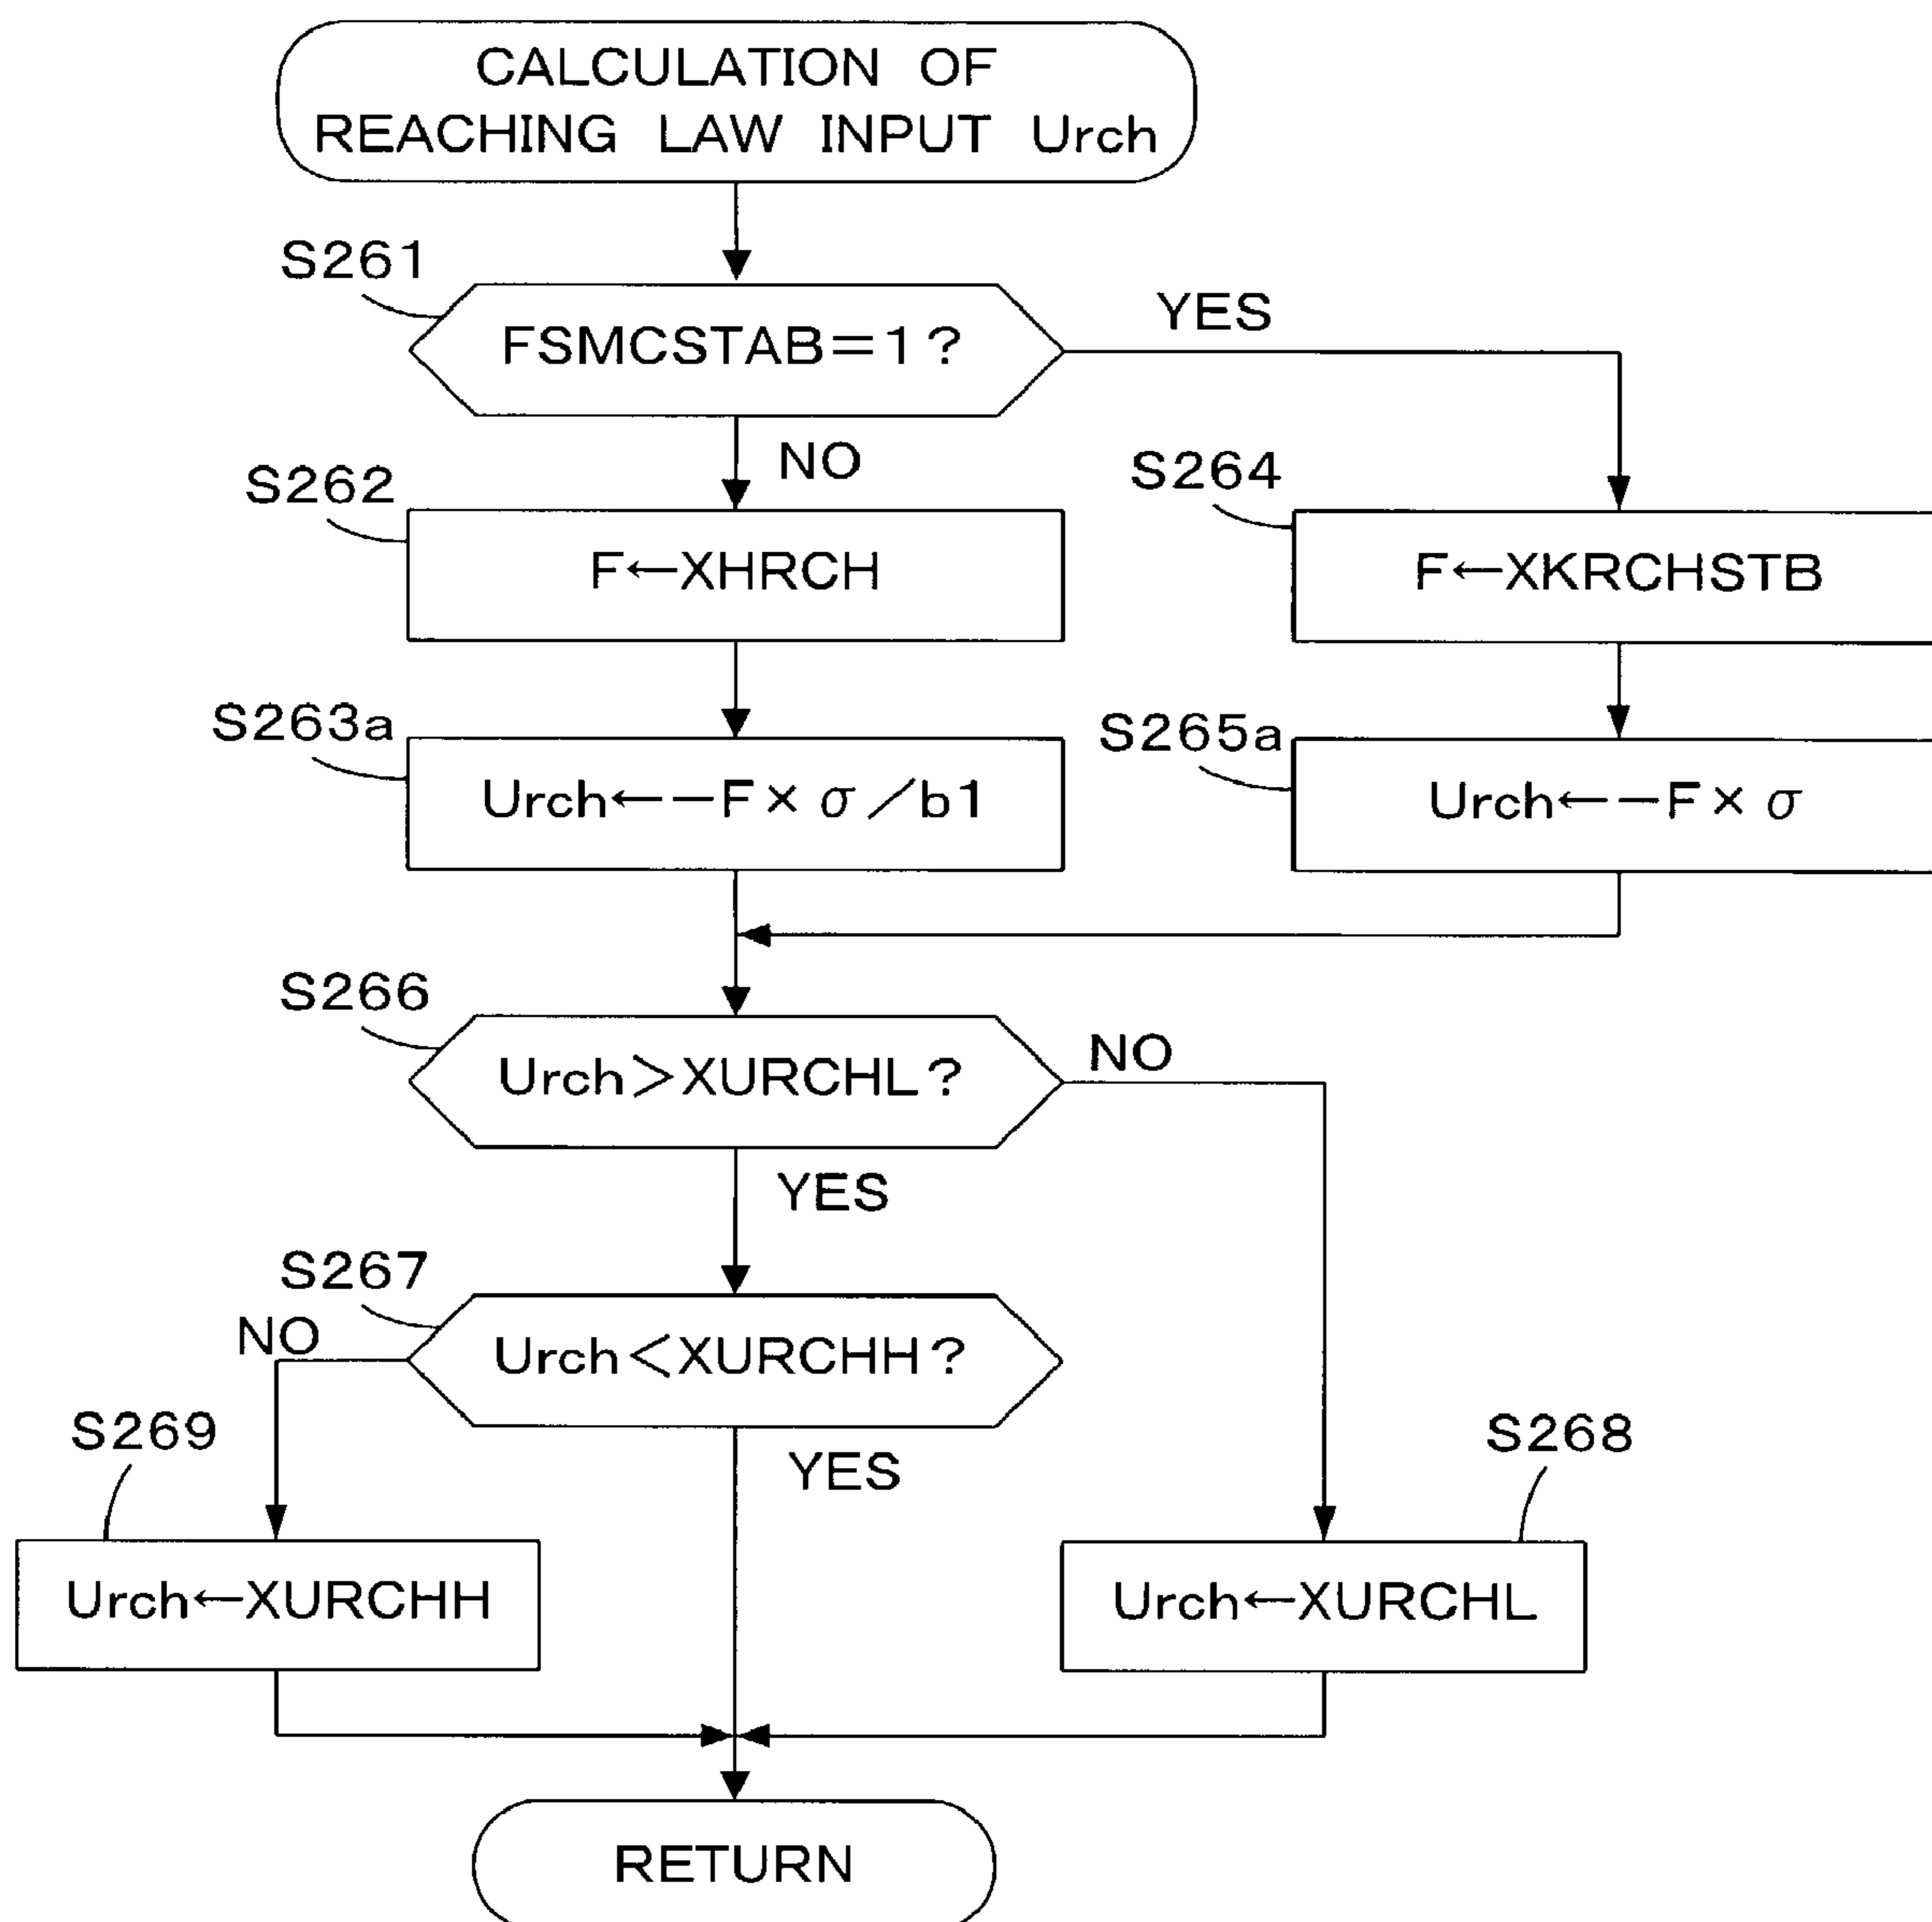 CALCULATION OF
REACHING LAW INPUT Urch
S261
FSMCSTAB=1?
YES
NO
S262
F←XHRCH
S264
F←XKRCHSTB
S263a
Urch←−F×σ/b1
S265a
Urch←−F×σ
S266
Urch>XURCHL?
NO
YES
S267
Urch<XURCHH?
NO
YES
S269
Urch←XURCHH
S268
Urch←XURCHL
RETURN